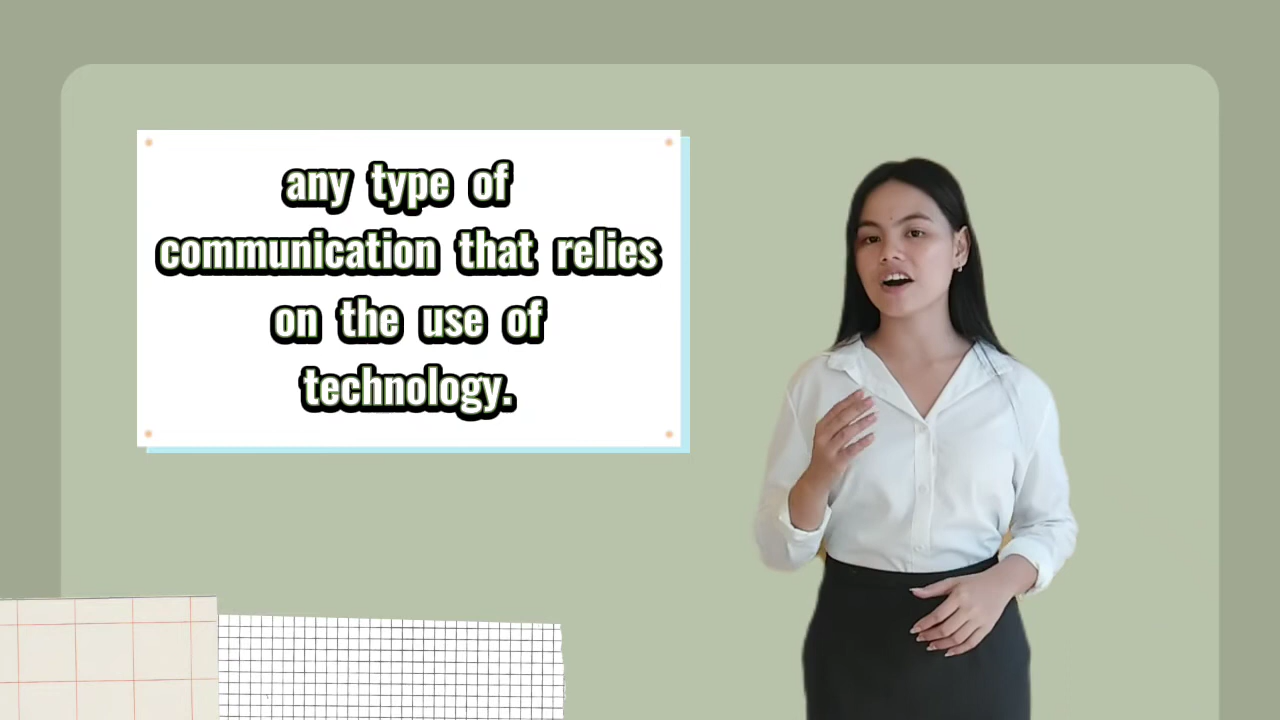 any type of
communication that relies
on the use of
technology.